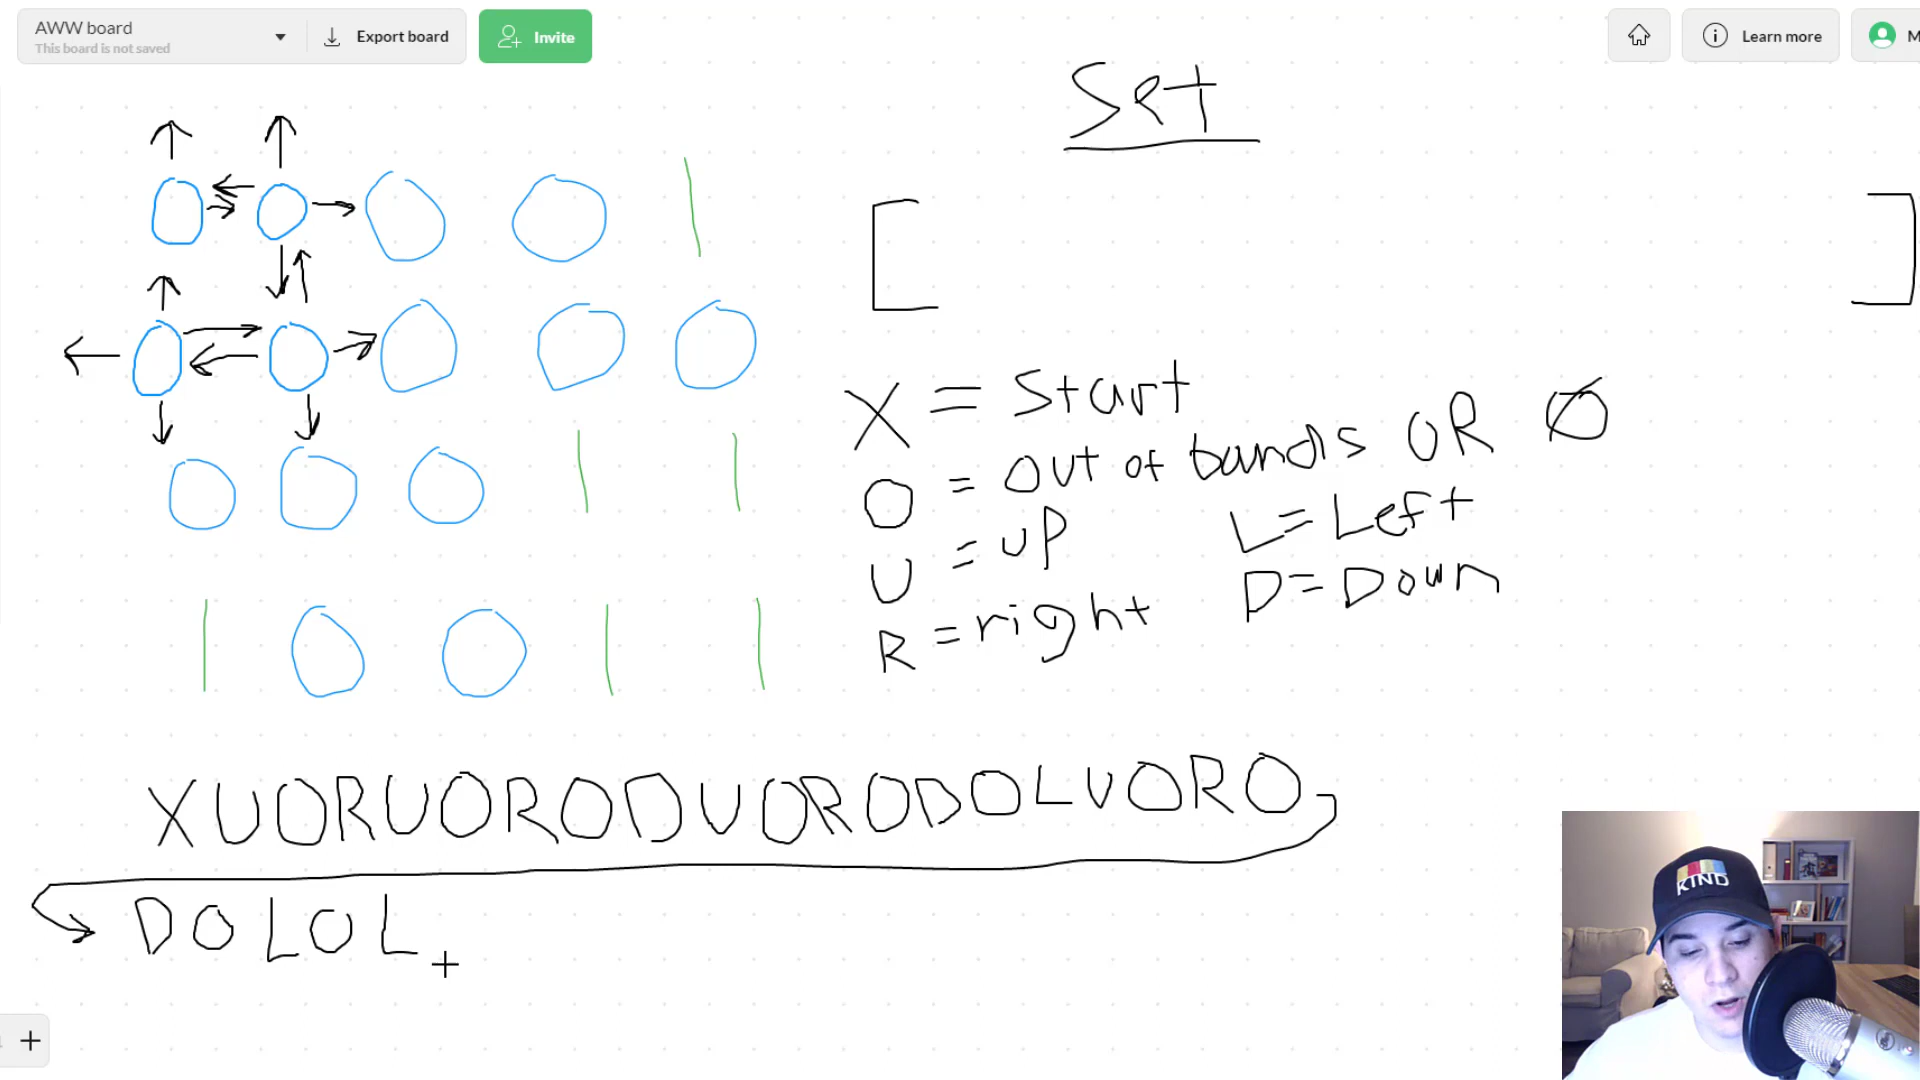 AWW board
This board is not saved
Export board
Invite
Learn more
M
Set
[ ]
X = Start
O = out of bands OR Ø
U = up
L = Left
R = right
D = Down
XUORUORODUORODOLUORO
DOLOL
KIND